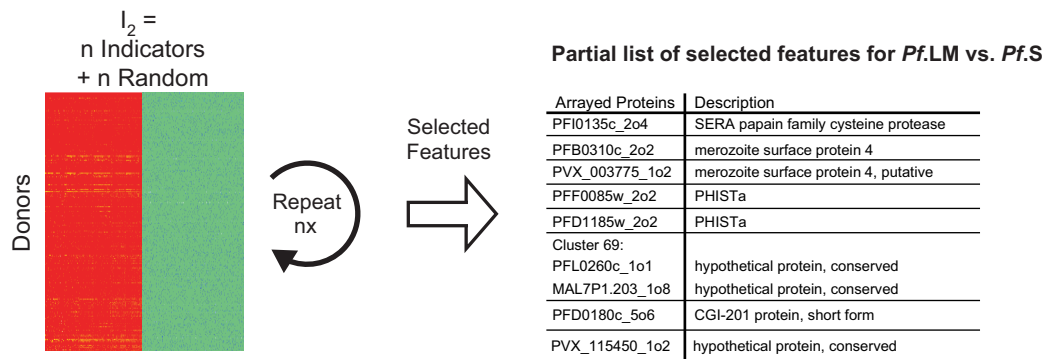 I2 =
n Indicators
+ n Random
Donors
Repeat
nx
Selected
Features
Partial list of selected features for Pf.LM vs. Pf.S
Arrayed Proteins Description
PFI0135c_2o4 SERA papain family cysteine protease
PFB0310c_2o2 merozoite surface protein 4
PVX_003775_1o2 merozoite surface protein 4, putative
PFF0085w_2o2 PHISTa
PFD1185w_2o2 PHISTa
Cluster 69:
PFL0260c_1o1 hypothetical protein, conserved
MAL7P1.203_1o8 hypothetical protein, conserved
PFD0180c_5o6 CGI-201 protein, short form
PVX_115450_1o2 hypothetical protein, conserved